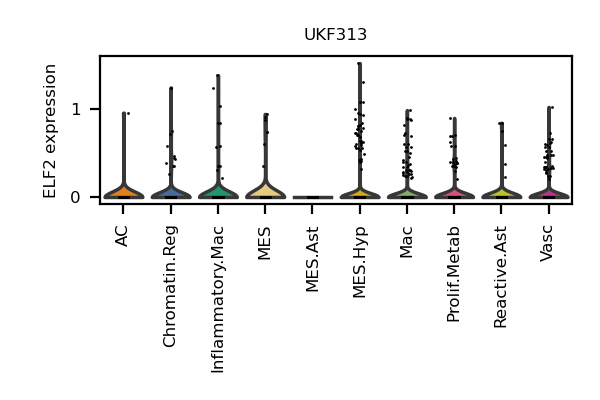 UKF313
ELF2 expression
1
0
AC
Chromatin.Reg
Inflammatory.Mac
MES
MES.Ast
MES.Hyp
Mac
Prolif.Metab
Reactive.Ast
Vasc